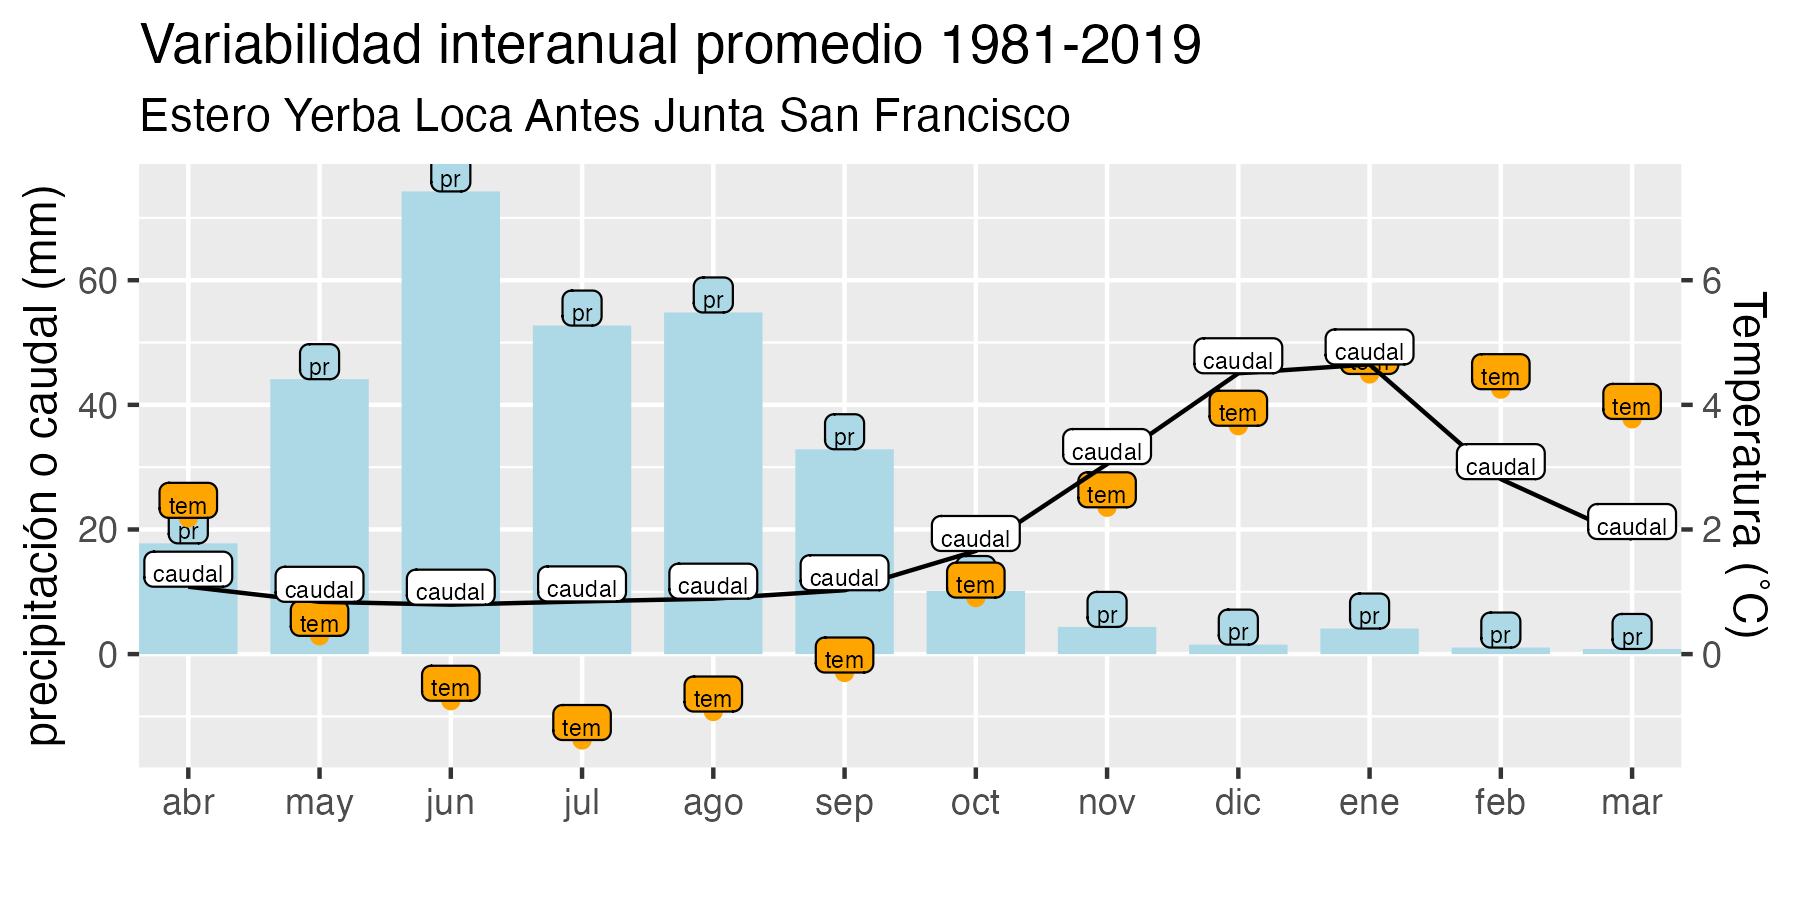 Variabilidad interanual promedio 1981-2019
Estero Yerba Loca Antes Junta San Francisco
precipitación o caudal (mm)
60
40
20
0
pr
pr
pr
pr
pr
pr
pr
pr
pr
pr
pr
tem
tem
tem
tem
tem
tem
tem
tem
tem
tem
tem
tem
caudal
caudal
caudal
caudal
caudal
caudal
caudal
caudal
caudal
caudal
caudal
caudal
6
4
2
0
Temperatura (°C)
abr may jun jul ago sep oct nov dic ene feb mar